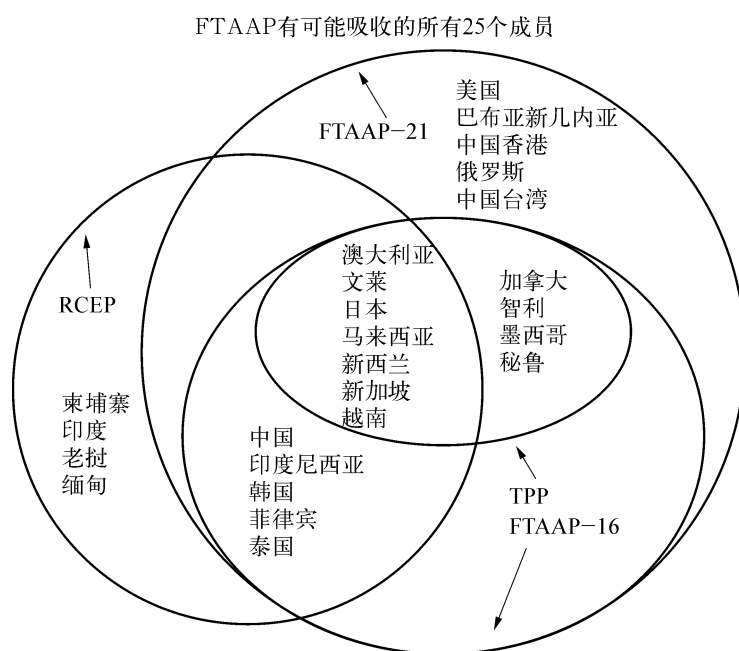 FTAAP有可能吸收的所有25个成员
FTAAP-21
美国
巴布亚新几内亚
中国香港
俄罗斯
中国台湾
RCEP
澳大利亚
文莱
日本
马来西亚
新西兰
新加坡
越南
加拿大
智利
墨西哥
秘鲁
柬埔寨
印度
老挝
缅甸
中国
印度尼西亚
韩国
菲律宾
泰国
TPP
FTAAP-16